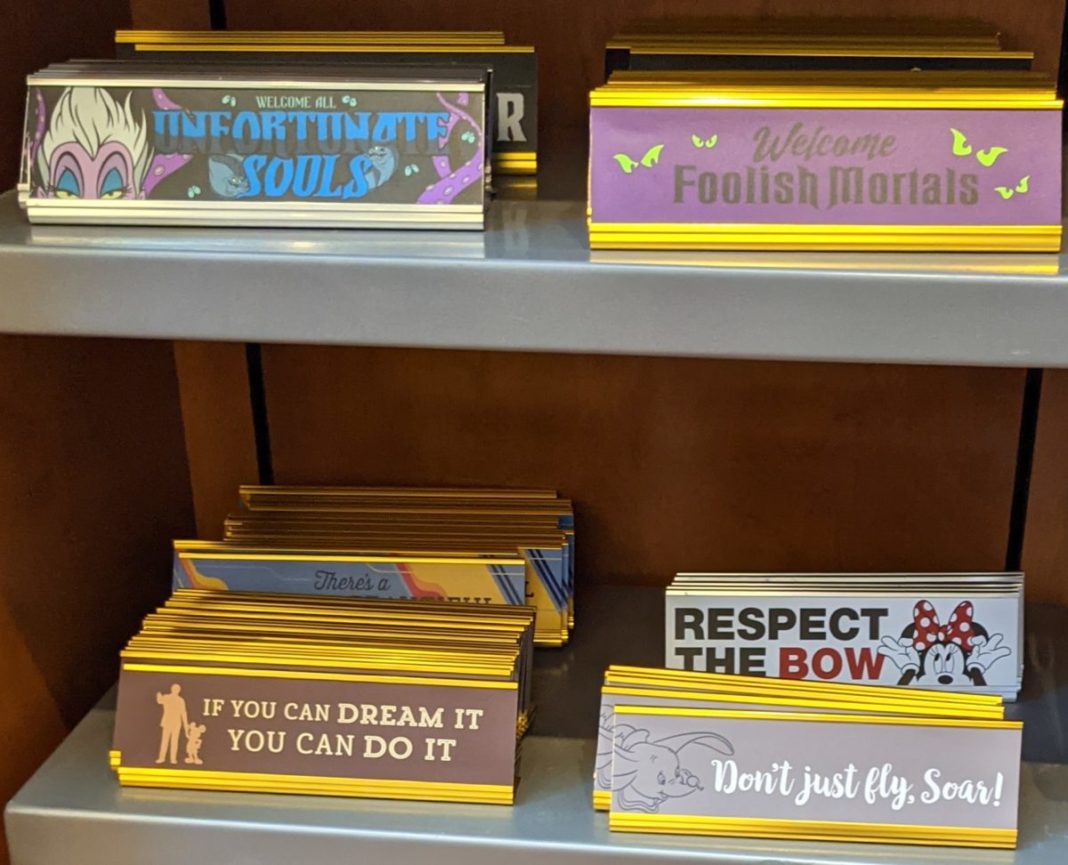 WELCOME ALL
UNFORTUNATE
SOULS
R
Welcome
Foolish Mortals
There's a
RESPECT
THE BOW
IF YOU CAN DREAM IT
YOU CAN DO IT
Don't just fly, Soar!